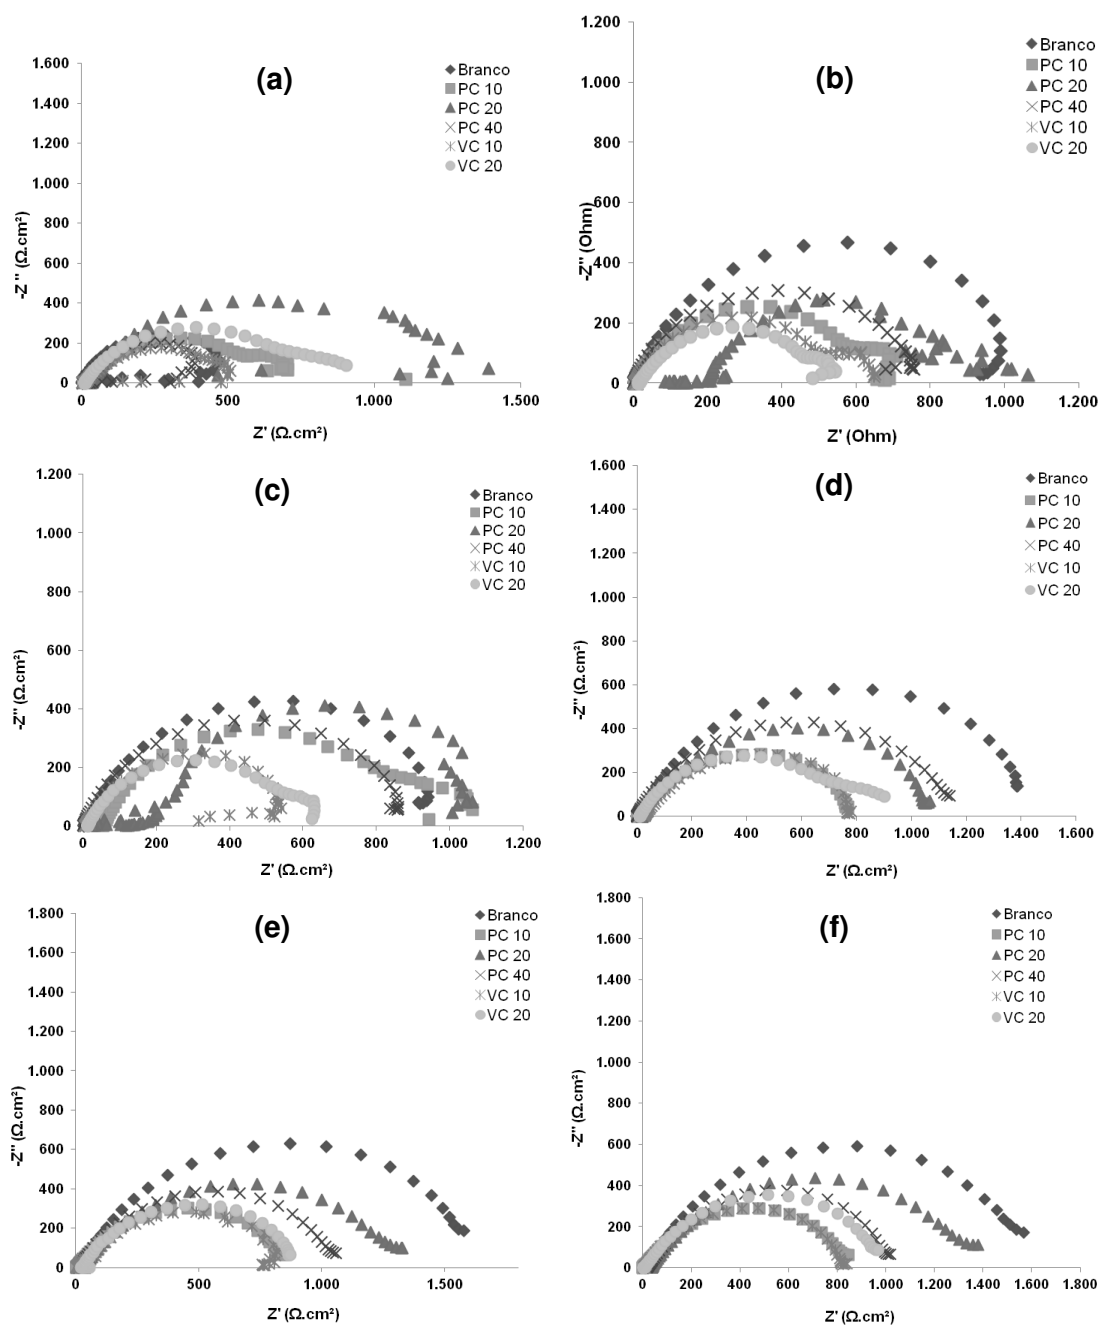 (a)
1.600
1.400
1.200
1.000
800
600
400
200
0
-Z'' (Ω.cm²)
0 500 1.000 1.500
Z' (Ω.cm²)
Branco
PC 10
PC 20
PC 40
VC 10
VC 20
(b)
1.200
1.000
800
600
400
200
0
-Z'' (Ohm)
0 200 400 600 800 1.000 1.200
Z' (Ohm)
Branco
PC 10
PC 20
PC 40
VC 10
VC 20
(c)
1.200
1.000
800
600
400
200
0
-Z'' (Ω.cm²)
0 200 400 600 800 1.000 1.200
Z' (Ω.cm²)
Branco
PC 10
PC 20
PC 40
VC 10
VC 20
(d)
1.600
1.400
1.200
1.000
800
600
400
200
0
-Z'' (Ω.cm²)
0 200 400 600 800 1.000 1.200 1.400 1.600
Z' (Ω.cm²)
Branco
PC 10
PC 20
PC 40
VC 10
VC 20
(e)
1.800
1.600
1.400
1.200
1.000
800
600
400
200
0
-Z'' (Ω.cm²)
0 500 1.000 1.500
Z' (Ω.cm²)
Branco
PC 10
PC 20
PC 40
VC 10
VC 20
(f)
1.800
1.600
1.400
1.200
1.000
800
600
400
200
0
-Z'' (Ω.cm²)
0 200 400 600 800 1.000 1.200 1.400 1.600 1.800
Z' (Ω.cm²)
Branco
PC 10
PC 20
PC 40
VC 10
VC 20